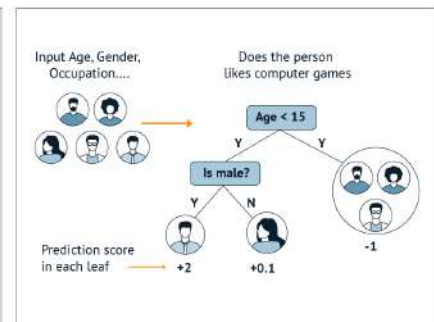 Input Age, Gender,
Occupation....
Does the person
likes computer games
Age < 15
Y
Y
Is male?
Y
N
Prediction score
in each leaf
+2
+0.1
-1